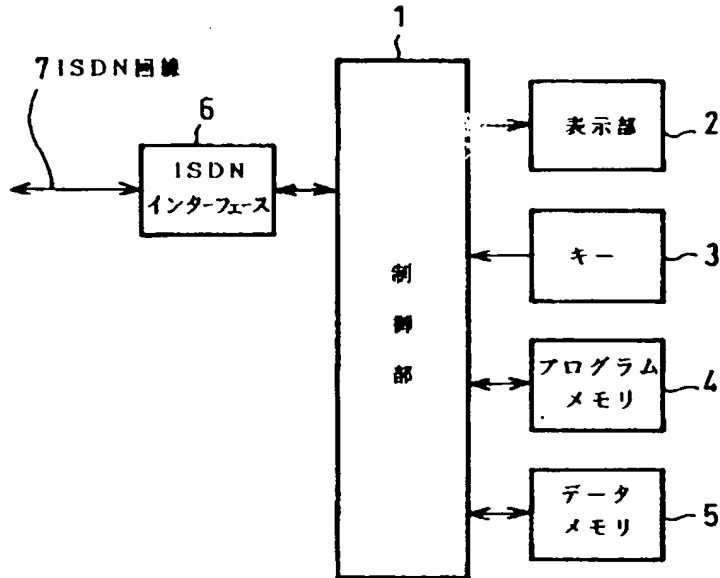 1
7 ISDN回線
6
ISDN
インターフェース
表示部
2
キー
3
制御部
プログラム
メモリ
4
データ
メモリ
5